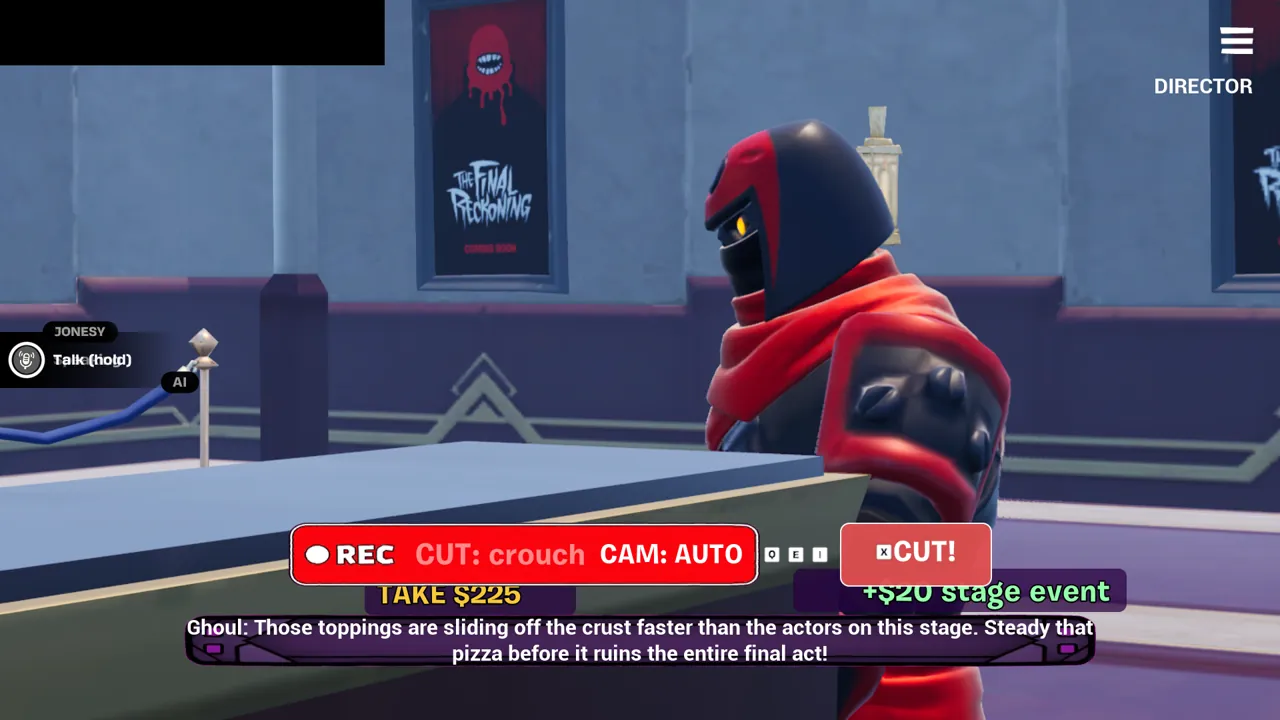 DIRECTOR
THE FINAL
RECKONING
COMING SOON
JONESY
Talk (hold)
AI
REC CUT: crouch CAM: AUTO
Q E I
X CUT!
TAKE $225
+$20 stage event
Ghoul: Those toppings are sliding off the crust faster than the actors on this stage. Steady that
pizza before it ruins the entire final act!